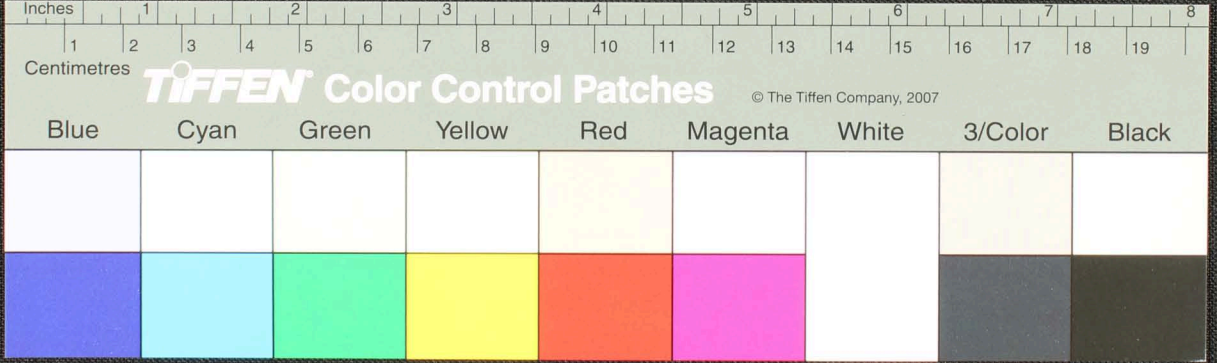 Inches 1 2 3 4 5 6 7 8
1 2 3 4 5 6 7 8 9 10 11 12 13 14 15 16 17 18 19
Centimetres
TIFFEN® Color Control Patches © The Tiffen Company, 2007
Blue Cyan Green Yellow Red Magenta White 3/Color Black